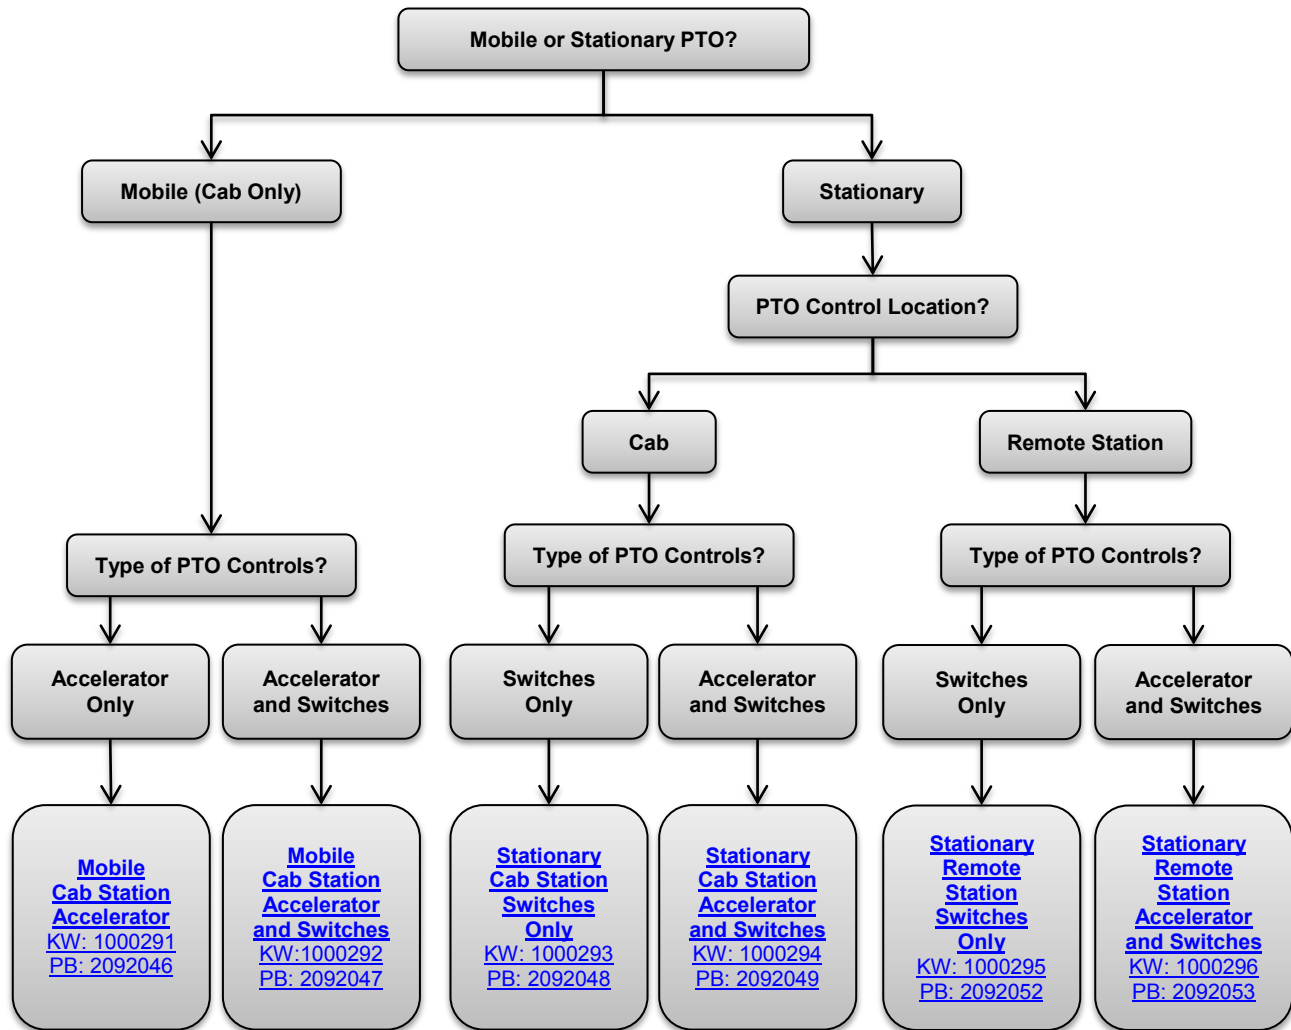 Mobile or Stationary PTO?
Mobile (Cab Only)
Stationary
PTO Control Location?
Cab
Remote Station
Type of PTO Controls?
Type of PTO Controls?
Type of PTO Controls?
Accelerator
Only
Accelerator
and Switches
Switches
Only
Accelerator
and Switches
Switches
Only
Accelerator
and Switches
Mobile
Cab Station
Accelerator
KW: 1000291
PB: 2092046
Mobile
Cab Station
Accelerator
and Switches
KW:1000292
PB: 2092047
Stationary
Cab Station
Switches
Only
KW: 1000293
PB: 2092048
Stationary
Cab Station
Accelerator
and Switches
KW: 1000294
PB: 2092049
Stationary
Remote
Station
Switches
Only
KW: 1000295
PB: 2092052
Stationary
Remote
Station
Accelerator
and Switches
KW: 1000296
PB: 2092053